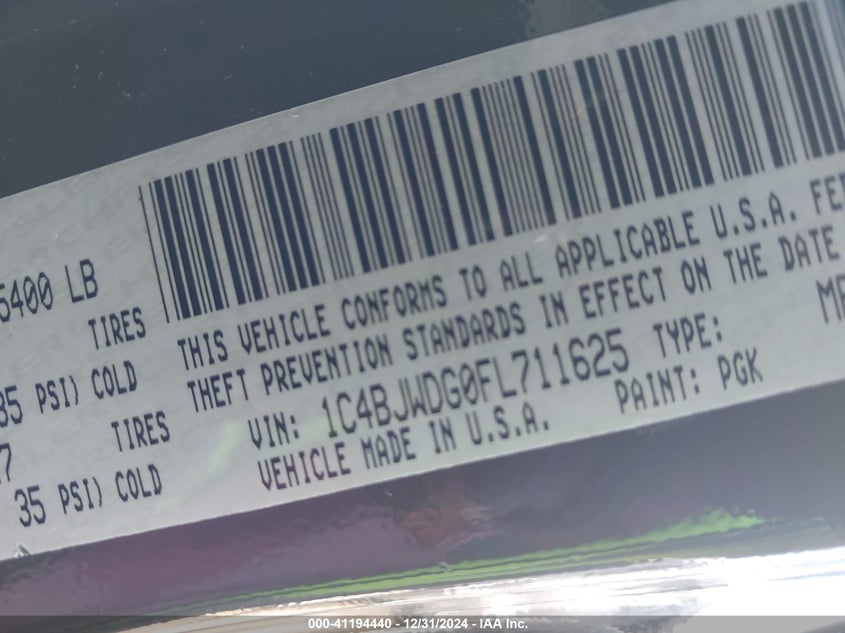 5400 LB
TIRES
35 PSI) COLD
7 TIRES
35 PSI) COLD
THIS VEHICLE CONFORMS TO ALL APPLICABLE U.S.A. FE
THEFT PREVENTION STANDARDS IN EFFECT ON THE DATE
VIN: 1C4BJWDG0FL711625 TYPE:
VEHICLE MADE IN U.S.A. PAINT: PGK
000-41194440 - 12/31/2024 - IAA Inc.